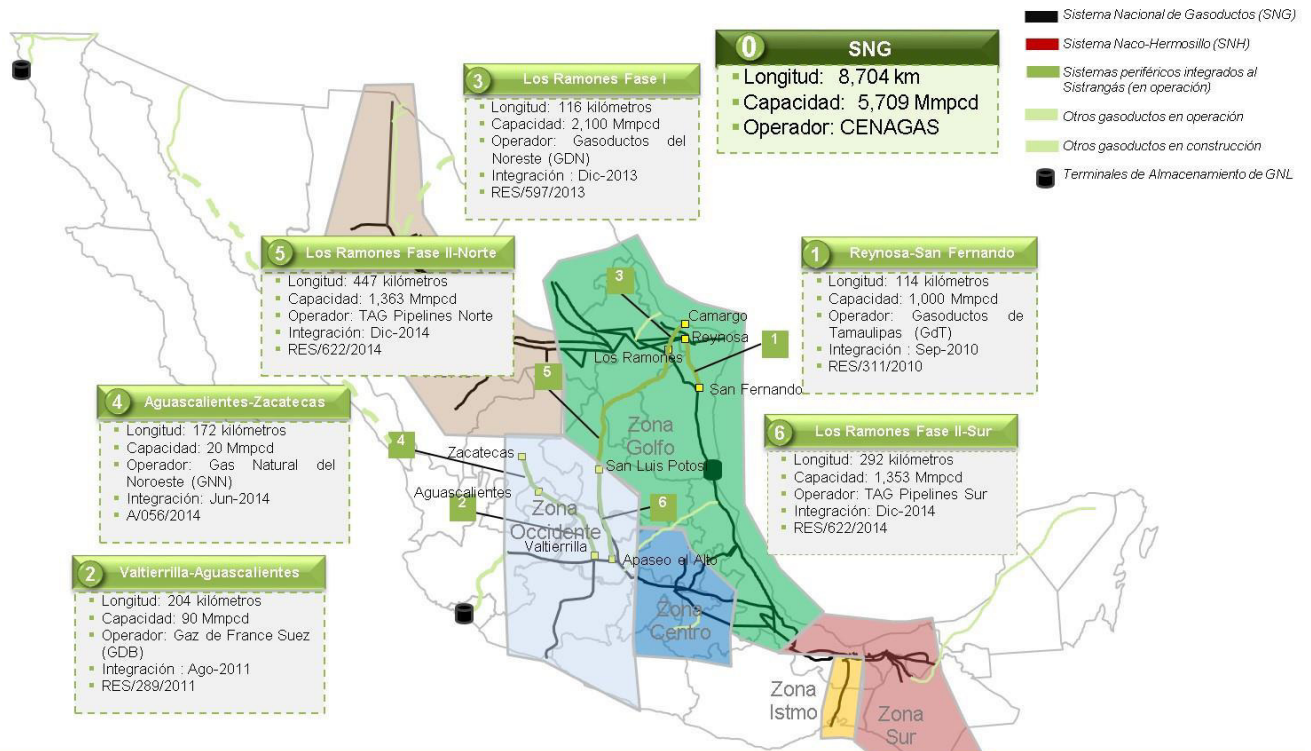 Sistema Nacional de Gasoductos (SNG)
Sistema Naco-Hermosillo (SNH)
Sistemas periféricos integrados al
Sistrangás (en operación)
Otros gasoductos en operación
Otros gasoductos en construcción
Terminales de Almacenamiento de GNL
0 SNG
Longitud: 8,704 km
Capacidad: 5,709 Mmpcd
Operador: CENAGAS
3 Los Ramones Fase I
Longitud: 116 kilómetros
Capacidad: 2,100 Mmpcd
Operador: Gasoductos del
Noreste (GDN)
Integración : Dic-2013
RES/597/2013
5 Los Ramones Fase II-Norte
Longitud: 447 kilómetros
Capacidad: 1,363 Mmpcd
Operador: TAG Pipelines Norte
Integración: Dic-2014
RES/622/2014
1 Reynosa-San Fernando
Longitud: 114 kilómetros
Capacidad: 1,000 Mmpcd
Operador: Gasoductos de
Tamaulipas (GdT)
Integración : Sep-2010
RES/311/2010
4 Aguascalientes-Zacatecas
Longitud: 172 kilómetros
Capacidad: 20 Mmpcd
Operador: Gas Natural del
Noroeste (GNN)
Integración: Jun-2014
A/056/2014
6 Los Ramones Fase II-Sur
Longitud: 292 kilómetros
Capacidad: 1,353 Mmpcd
Operador: TAG Pipelines Sur
Integración: Dic-2014
RES/622/2014
2 Valtierrilla-Aguascalientes
Longitud: 204 kilómetros
Capacidad: 90 Mmpcd
Operador: Gaz de France Suez
(GDB)
Integración : Ago-2011
RES/289/2011
3
Camargo
Reynosa
1
Los Ramones
5
San Fernando
Zona
Golfo
4
Zacatecas
San Luis Potosí
Aguascalientes
2
6
Zona
Occidente
Valtierrilla
Apaseo el Alto
Zona
Centro
Zona
Istmo
Zona
Sur